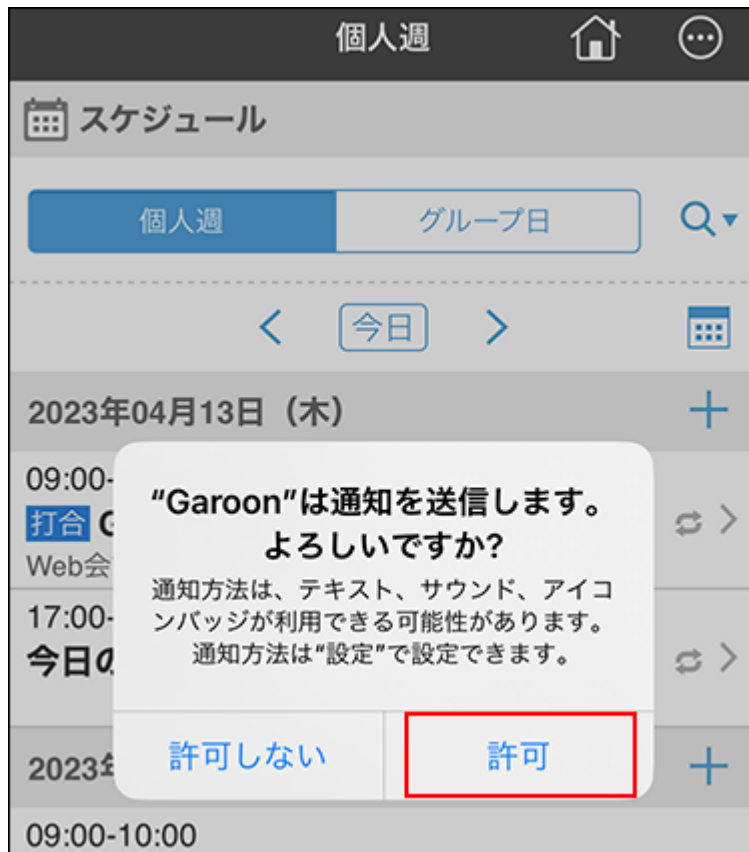 個人週
スケジュール
個人週
グループ日
今日
2023年04月13日（木）
09:00-
打合
Web会
“Garoon”は通知を送信します。
よろしいですか?
通知方法は、テキスト、サウンド、アイコ
ンバッジが利用できる可能性があります。
通知方法は“設定”で設定できます。
17:00-
今日の
許可しない
許可
2023年
09:00-10:00